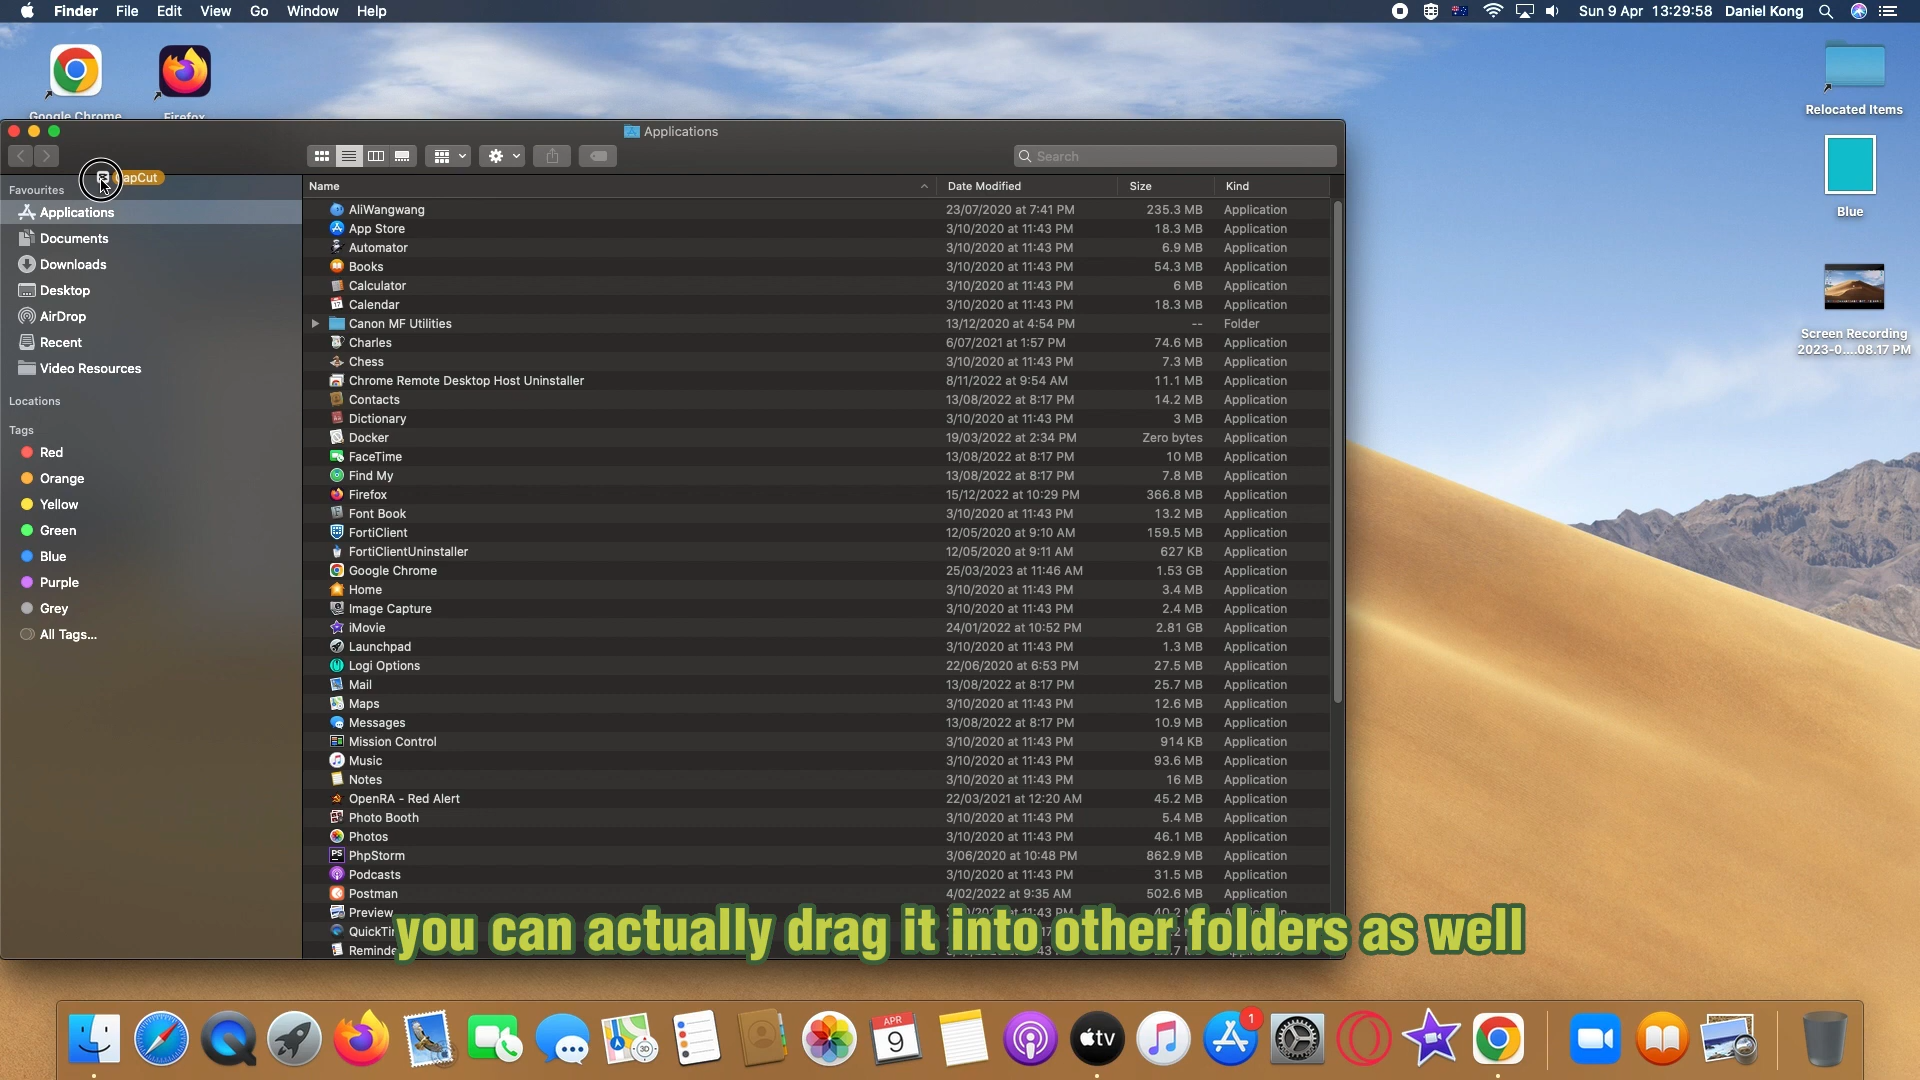 Finder File Edit View Go Window Help
Sun 9 Apr 13:29:58 Daniel Kong
Google Chrome
Firefox
Relocated Items
Blue
Screen Recording
2023-0....08.17 PM
Applications
Search
CapCut
Favourites
Applications
Documents
Downloads
Desktop
AirDrop
Recent
Video Resources
Locations
Tags
Red
Orange
Yellow
Green
Blue
Purple
Grey
All Tags...
Name Date Modified Size Kind
AliWangwang 23/07/2020 at 7:41 PM 235.3 MB Application
App Store 3/10/2020 at 11:43 PM 18.3 MB Application
Automator 3/10/2020 at 11:43 PM 6.9 MB Application
Books 3/10/2020 at 11:43 PM 54.3 MB Application
Calculator 3/10/2020 at 11:43 PM 6 MB Application
Calendar 3/10/2020 at 11:43 PM 18.3 MB Application
Canon MF Utilities 13/12/2020 at 4:54 PM -- Folder
Charles 6/07/2021 at 1:57 PM 74.6 MB Application
Chess 3/10/2020 at 11:43 PM 7.3 MB Application
Chrome Remote Desktop Host Uninstaller 8/11/2022 at 9:54 AM 11.1 MB Application
Contacts 13/08/2022 at 8:17 PM 14.2 MB Application
Dictionary 3/10/2020 at 11:43 PM 3 MB Application
Docker 19/03/2022 at 2:34 PM Zero bytes Application
FaceTime 13/08/2022 at 8:17 PM 10 MB Application
Find My 13/08/2022 at 8:17 PM 7.8 MB Application
Firefox 15/12/2022 at 10:29 PM 366.8 MB Application
Font Book 3/10/2020 at 11:43 PM 13.2 MB Application
FortiClient 12/05/2020 at 9:10 AM 159.5 MB Application
FortiClientUninstaller 12/05/2020 at 9:11 AM 627 KB Application
Google Chrome 25/03/2023 at 11:46 AM 1.53 GB Application
Home 3/10/2020 at 11:43 PM 3.4 MB Application
Image Capture 3/10/2020 at 11:43 PM 2.4 MB Application
iMovie 24/01/2022 at 10:52 PM 2.81 GB Application
Launchpad 3/10/2020 at 11:43 PM 1.3 MB Application
Logi Options 22/06/2020 at 6:53 PM 27.5 MB Application
Mail 13/08/2022 at 8:17 PM 25.7 MB Application
Maps 3/10/2020 at 11:43 PM 12.6 MB Application
Messages 13/08/2022 at 8:17 PM 10.9 MB Application
Mission Control 3/10/2020 at 11:43 PM 914 KB Application
Music 3/10/2020 at 11:43 PM 93.6 MB Application
Notes 3/10/2020 at 11:43 PM 16 MB Application
OpenRA - Red Alert 22/03/2021 at 12:20 AM 45.2 MB Application
Photo Booth 3/10/2020 at 11:43 PM 5.4 MB Application
Photos 3/10/2020 at 11:43 PM 46.1 MB Application
PhpStorm 3/06/2020 at 10:48 PM 862.9 MB Application
Podcasts 3/10/2020 at 11:43 PM 31.5 MB Application
Postman 4/02/2022 at 9:35 AM 502.6 MB Application
Preview
you can actually drag it into other folders as well
APR
9
3D
tv
1